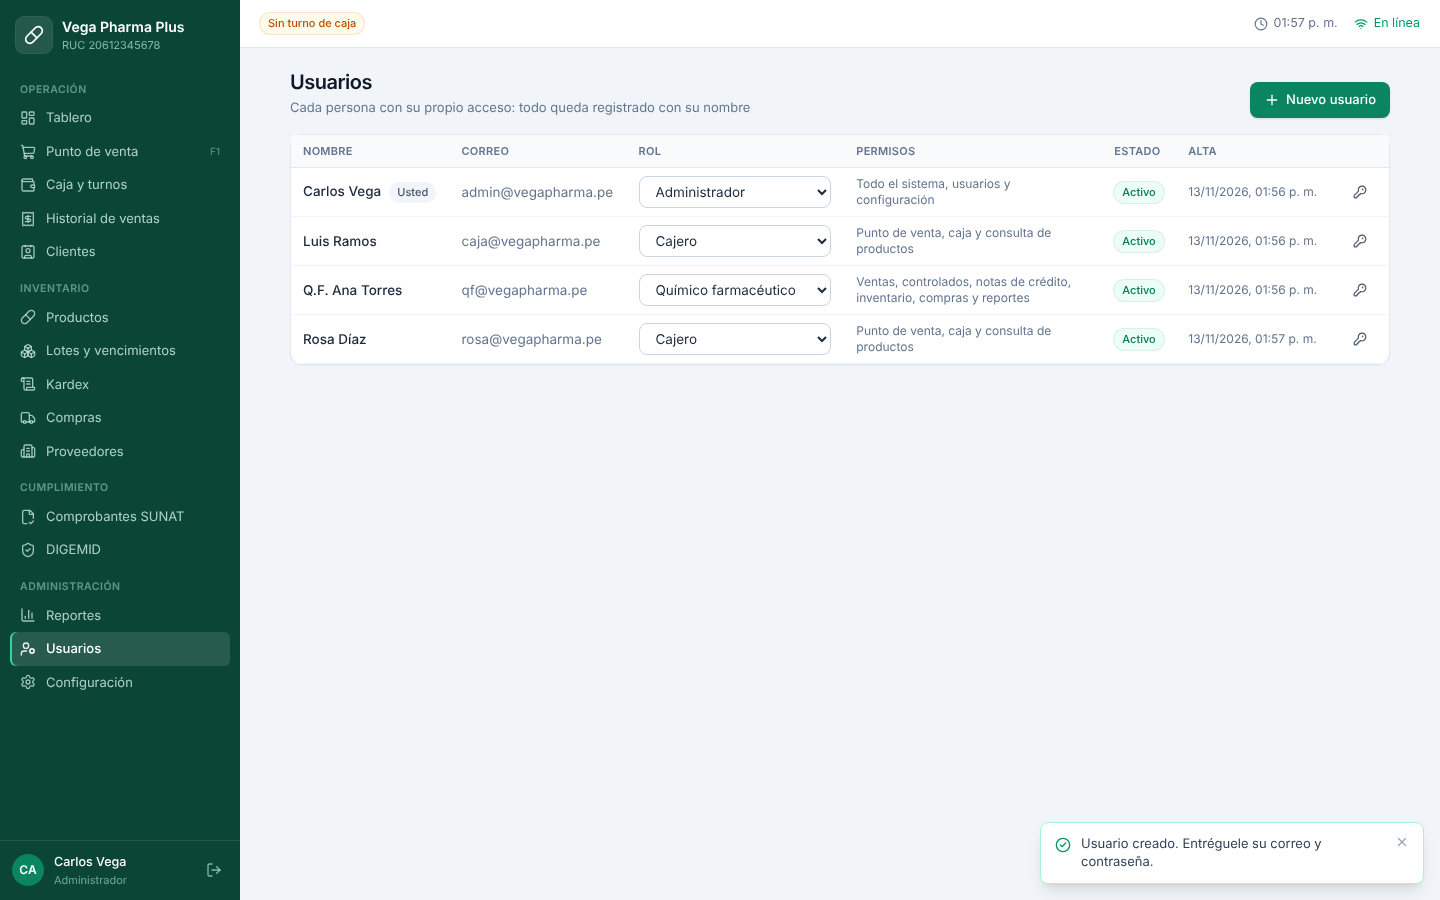 Vega Pharma Plus
RUC 20612345678
OPERACIÓN
Tablero
Punto de venta F1
Caja y turnos
Historial de ventas
Clientes
INVENTARIO
Productos
Lotes y vencimientos
Kardex
Compras
Proveedores
CUMPLIMIENTO
Comprobantes SUNAT
DIGEMID
ADMINISTRACIÓN
Reportes
Usuarios
Configuración
CA
Carlos Vega
Administrador
Sin turno de caja
01:57 p. m.
En línea
Usuarios
Cada persona con su propio acceso: todo queda registrado con su nombre
Nuevo usuario
NOMBRE CORREO ROL PERMISOS ESTADO ALTA
Carlos Vega Usted admin@vegapharma.pe Administrador Todo el sistema, usuarios y
configuración
Activo 13/11/2026, 01:56 p. m.
Luis Ramos caja@vegapharma.pe Cajero Punto de venta, caja y consulta de
productos
Activo 13/11/2026, 01:56 p. m.
Q.F. Ana Torres qf@vegapharma.pe Químico farmacéutico Ventas, controlados, notas de crédito,
inventario, compras y reportes
Activo 13/11/2026, 01:56 p. m.
Rosa Díaz rosa@vegapharma.pe Cajero Punto de venta, caja y consulta de
productos
Activo 13/11/2026, 01:57 p. m.
Usuario creado. Entréguele su correo y
contraseña.